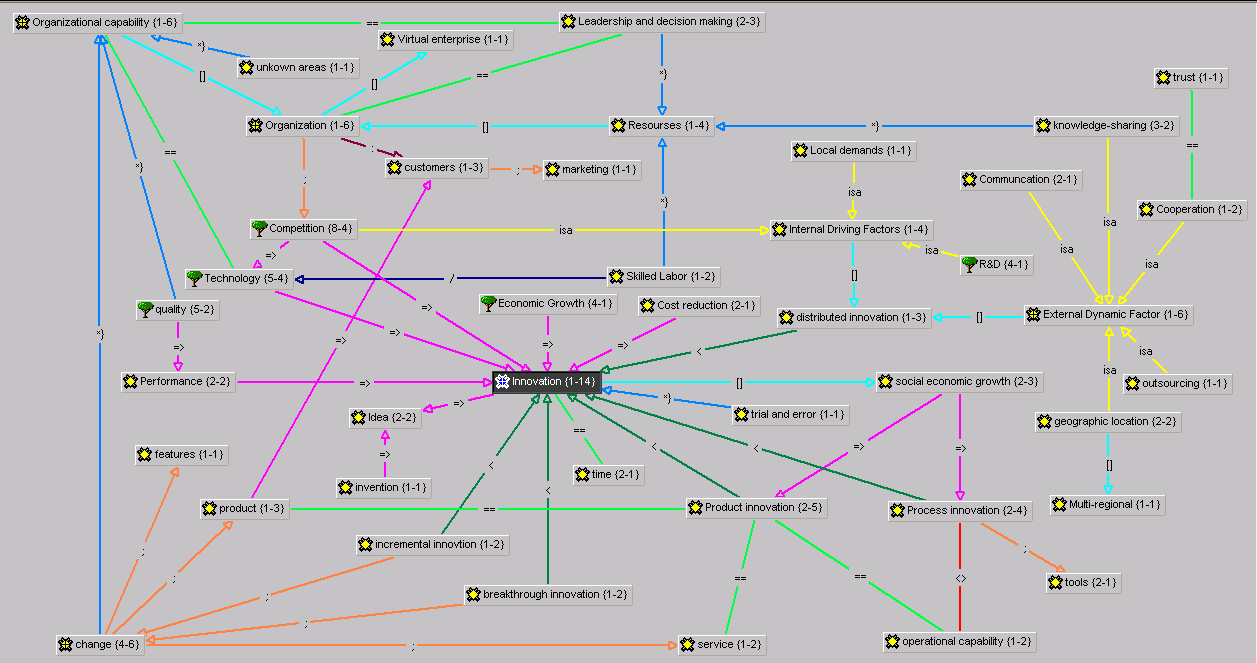 Organizational capability {1-6}
==
Leadership and decision making {2-3}
Virtual enterprise {1-1}
*}
unkown areas {1-1}
[]
[]
==
*}
trust {1-1}
Organization {1-6}
[]
Resourses {1-4}
*}
knowledge-sharing {3-2}
;
==
==
*}
customers {1-3}
;
marketing {1-1}
Local demands {1-1}
Communcation {2-1}
;
isa
*}
Cooperation {1-2}
isa
Competition {8-4}
isa
Internal Driving Factors {1-4}
isa
isa
isa
=>
R&D {4-1}
Technology {5-4}
/
Skilled Labor {1-2}
[]
quality {5-2}
=>
Economic Growth {4-1}
Cost reduction {2-1}
distributed innovation {1-3}
[]
External Dynamic Factor {1-6}
*}
=>
=>
=>
=>
=>
<
isa
isa
Performance {2-2}
=>
Innovation {1-14}
[]
social economic growth {2-3}
outsourcing {1-1}
=>
*}
Idea {2-2}
trial and error {1-1}
geographic location {2-2}
==
=>
features {1-1}
<
<
<
=>
=>
[]
invention {1-1}
<
time {2-1}
product {1-3}
==
Product innovation {2-5}
Process innovation {2-4}
Multi-regional {1-1}
;
incremental innovtion {1-2}
;
;
==
==
<>
tools {2-1}
;
breakthrough innovation {1-2}
;
change {4-6}
;
service {1-2}
operational capability {1-2}